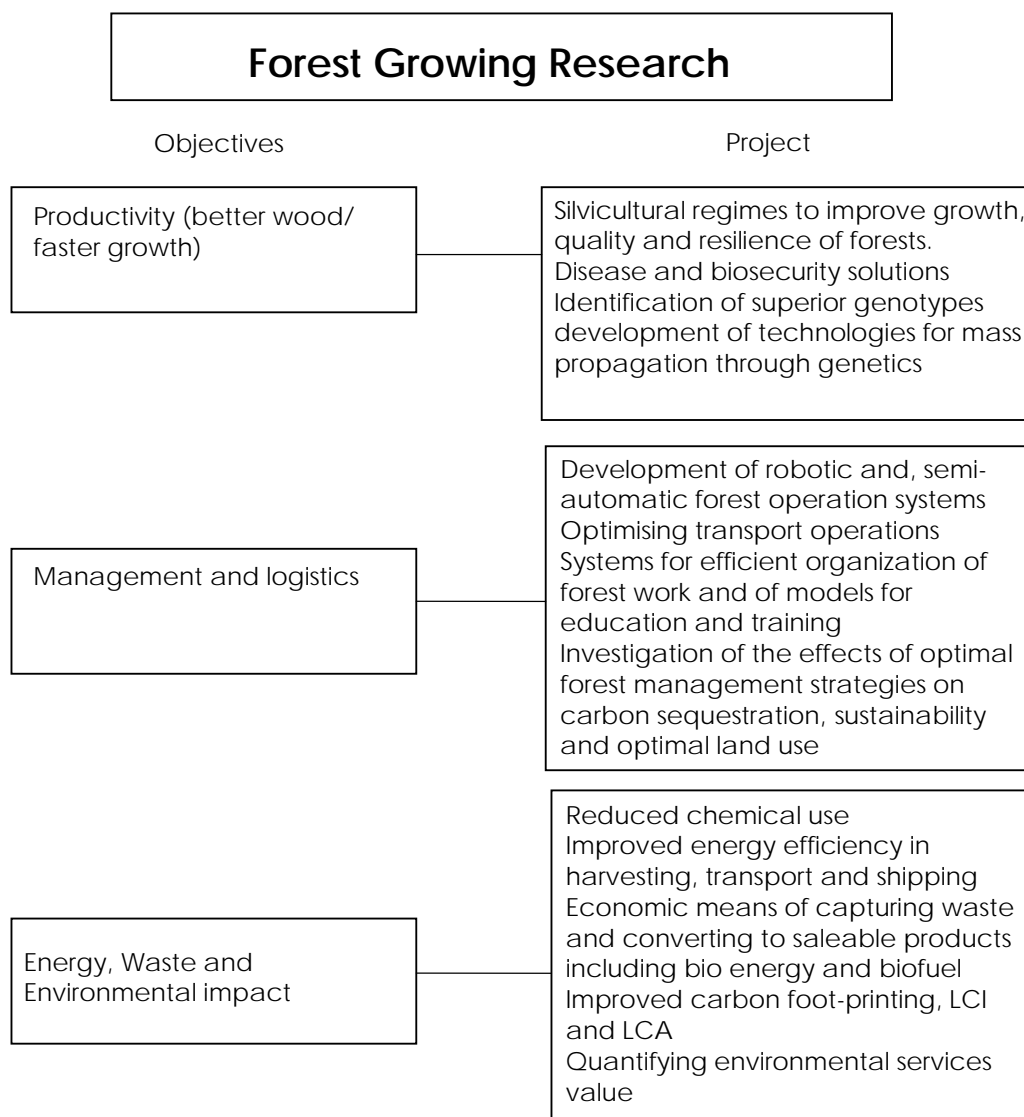 Forest Growing Research
Objectives
Project
Productivity (better wood/
faster growth)
Silvicultural regimes to improve growth,
quality and resilience of forests.
Disease and biosecurity solutions
Identification of superior genotypes
development of technologies for mass
propagation through genetics
Management and logistics
Development of robotic and, semi-
automatic forest operation systems
Optimising transport operations
Systems for efficient organization of
forest work and of models for
education and training
Investigation of the effects of optimal
forest management strategies on
carbon sequestration, sustainability
and optimal land use
Energy, Waste and
Environmental impact
Reduced chemical use
Improved energy efficiency in
harvesting, transport and shipping
Economic means of capturing waste
and converting to saleable products
including bio energy and biofuel
Improved carbon foot-printing, LCI
and LCA
Quantifying environmental services
value